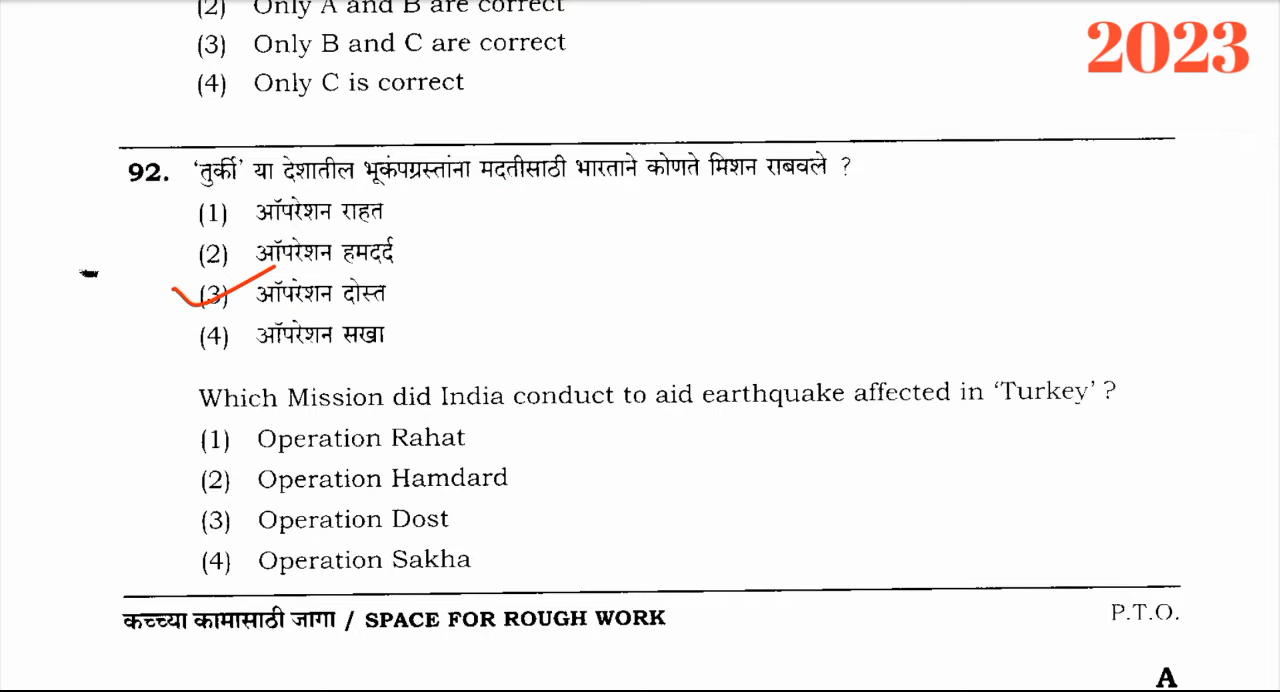 (2) Only A and B are correct
2023
(3) Only B and C are correct
(4) Only C is correct
92. ‘तुर्की’ या देशातील भूकंपग्रस्तांना मदतीसाठी भारताने कोणते मिशन राबवले ?
(1) ऑपरेशन राहत
(2) ऑपरेशन हमदर्द
(3) ऑपरेशन दोस्त
(4) ऑपरेशन सखा
Which Mission did India conduct to aid earthquake affected in ‘Turkey’ ?
(1) Operation Rahat
(2) Operation Hamdard
(3) Operation Dost
(4) Operation Sakha
कच्च्या कामासाठी जागा / SPACE FOR ROUGH WORK
P.T.O.
A